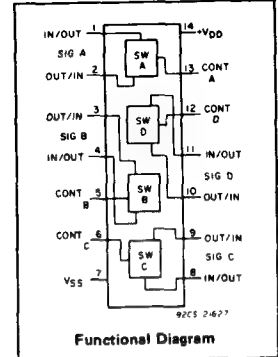 1
IN/OUT
SIG A
2
OUT/IN
3
OUT/IN
SIG B
4
IN/OUT
CONT B
5
CONT C
6
VSS
7
SW A
SW D
SW B
SW C
14
+VDD
13
CONT A
12
CONT D
11
IN/OUT
SIG D
10
OUT/IN
9
OUT/IN
SIG C
8
IN/OUT
92CS 21627
Functional Diagram